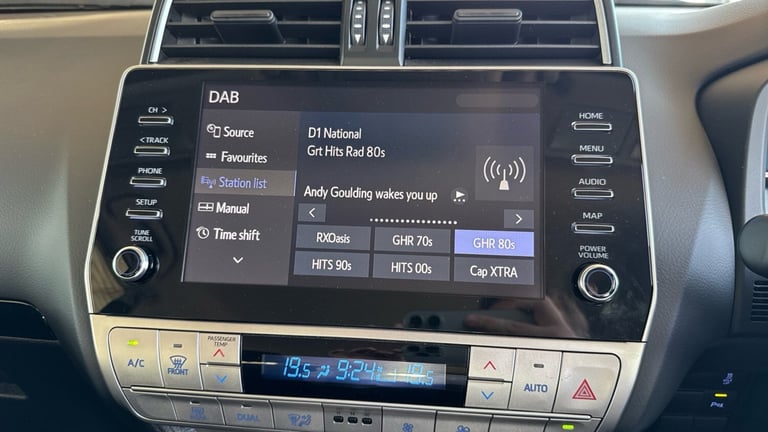 DAB
CH >
< TRACK
PHONE
SETUP
TUNE
SCROLL
Source
Favourites
Station list
Manual
Time shift
D1 National
Grt Hits Rad 80s
Andy Goulding wakes you up
RXOasis GHR 70s GHR 80s
HITS 90s HITS 00s Cap XTRA
HOME
MENU
AUDIO
MAP
POWER
VOLUME
A/C
FRONT
PASSENGER
TEMP
19.5 9:24 19.5
AUTO
DUAL